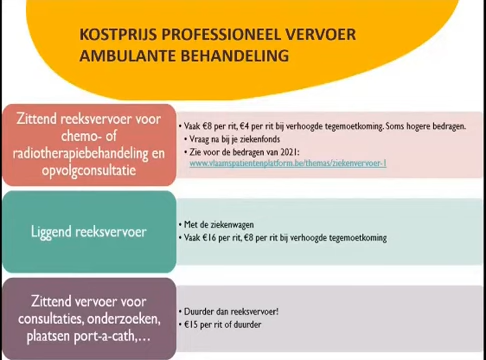 KOSTPRIJS PROFESSIONEEL VERVOER
AMBULANTE BEHANDELING
Zittend reeksvervoer voor
chemo- of
radiotherapiebehandeling en
opvolgconsultatie
• Vaak €8 per rit, €4 per rit bij verhoogde tegemoetkoming. Soms hogere bedragen.
• Vraag na bij je ziekenfonds
• Zie voor de bedragen van 2021:
www.vlaamspatientenplatform.be/themas/ziekenvervoer-1
Liggend reeksvervoer
• Met de ziekenwagen
• Vaak €16 per rit, €8 per rit bij verhoogde tegemoetkoming
Zittend vervoer voor
consultaties, onderzoeken,
plaatsen port-a-cath,…
• Duurder dan reeksvervoer!
• €15 per rit of duurder